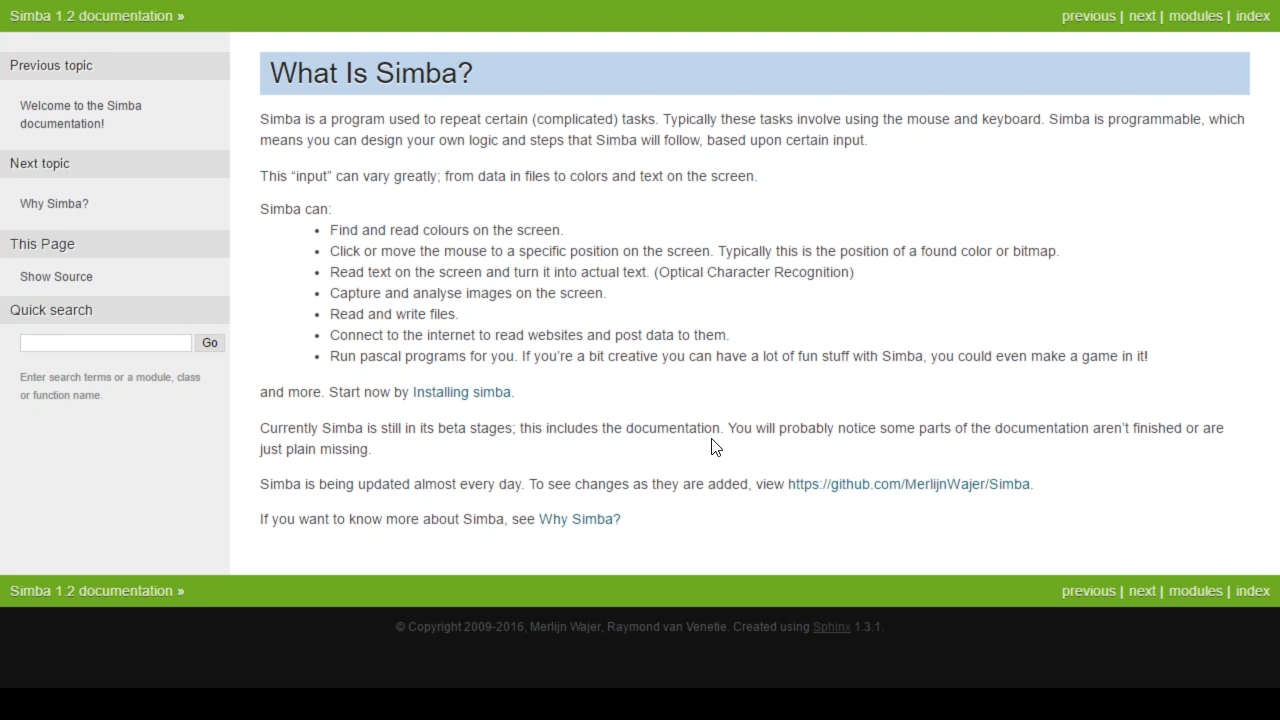 Simba 1.2 documentation »
previous | next | modules | index
Previous topic
Welcome to the Simba
documentation!
Next topic
Why Simba?
This Page
Show Source
Quick search
Go
Enter search terms or a module, class
or function name.
What Is Simba?
Simba is a program used to repeat certain (complicated) tasks. Typically these tasks involve using the mouse and keyboard. Simba is programmable, which
means you can design your own logic and steps that Simba will follow, based upon certain input.
This “input” can vary greatly; from data in files to colors and text on the screen.
Simba can:
• Find and read colours on the screen.
• Click or move the mouse to a specific position on the screen. Typically this is the position of a found color or bitmap.
• Read text on the screen and turn it into actual text. (Optical Character Recognition)
• Capture and analyse images on the screen.
• Read and write files.
• Connect to the internet to read websites and post data to them.
• Run pascal programs for you. If you’re a bit creative you can have a lot of fun stuff with Simba, you could even make a game in it!
and more. Start now by Installing simba.
Currently Simba is still in its beta stages; this includes the documentation. You will probably notice some parts of the documentation aren’t finished or are
just plain missing.
Simba is being updated almost every day. To see changes as they are added, view https://github.com/MerlijnWajer/Simba.
If you want to know more about Simba, see Why Simba?
Simba 1.2 documentation »
previous | next | modules | index
© Copyright 2009-2016, Merlijn Wajer, Raymond van Venetie. Created using Sphinx 1.3.1.